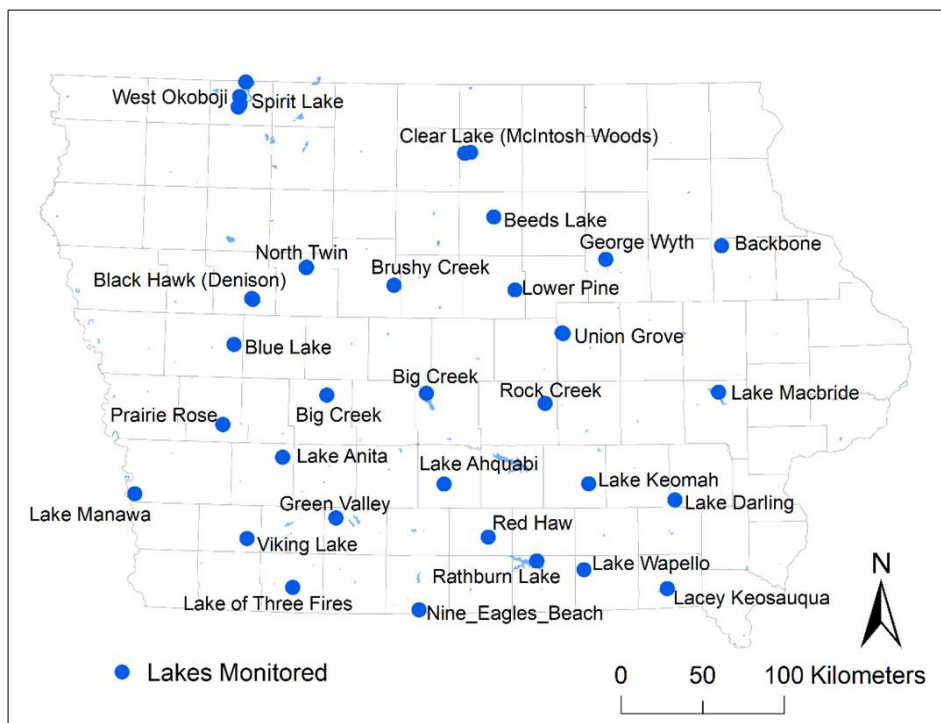 West Okoboji
Spirit Lake
Clear Lake (McIntosh Woods)
Beeds Lake
George Wyth
Backbone
North Twin
Brushy Creek
Black Hawk (Denison)
Lower Pine
Union Grove
Blue Lake
Big Creek
Rock Creek
Lake Macbride
Prairie Rose
Big Creek
Lake Anita
Lake Ahquabi
Lake Keomah
Lake Manawa
Green Valley
Lake Darling
Red Haw
Viking Lake
Rathburn Lake
Lake Wapello
Lake of Three Fires
Lacey Keosauqua
Nine_Eagles_Beach
N
Lakes Monitored
0 50 100 Kilometers